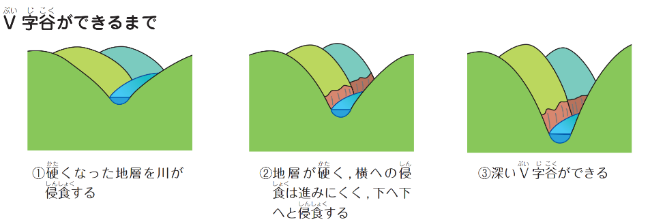 V字谷ができるまで
①硬くなった地層を川が
侵食する
②地層が硬く，横への侵
食は進みにくく，下へ下
へと侵食する
③深いV字谷ができる